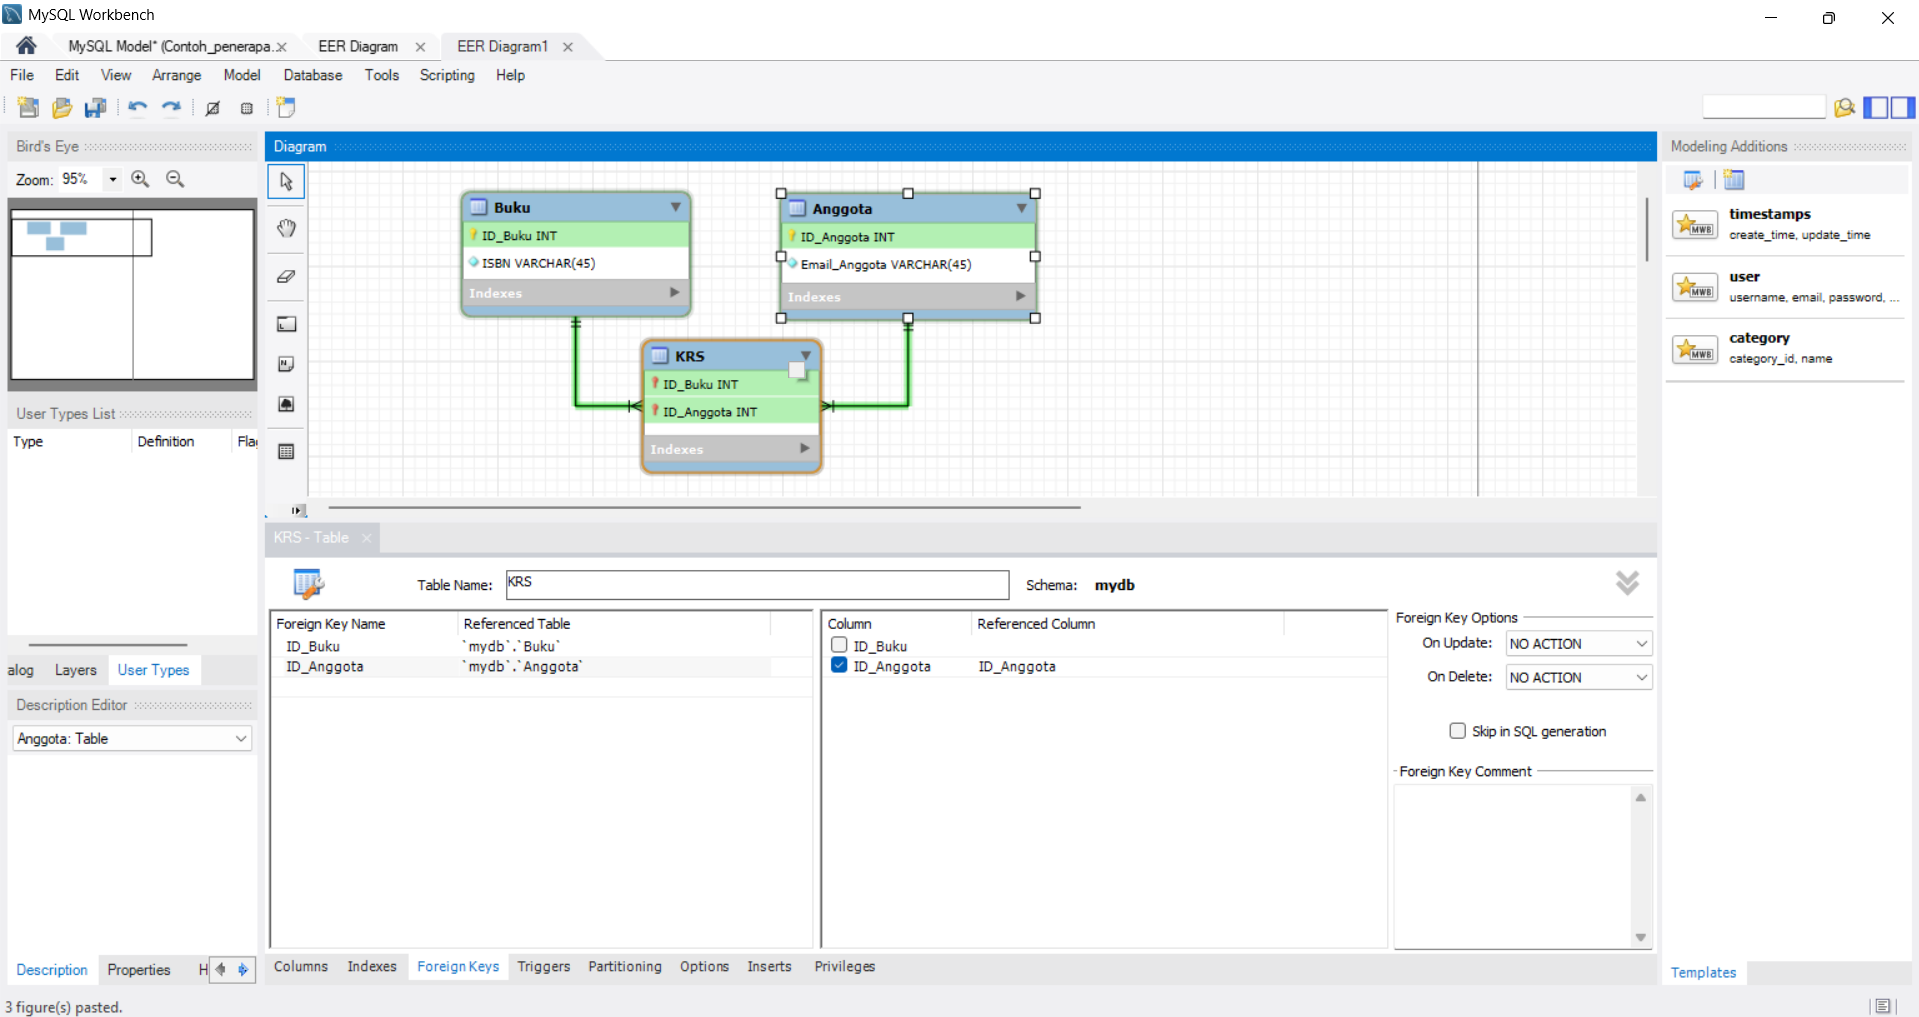 MySQL Workbench
MySQL Model* (Contoh_penerapa...
EER Diagram
EER Diagram1
File Edit View Arrange Model Database Tools Scripting Help
Bird's Eye
Zoom: 95%
Diagram
Buku
ID_Buku INT
ISBN VARCHAR(45)
Indexes
Anggota
ID_Anggota INT
Email_Anggota VARCHAR(45)
Indexes
KRS
ID_Buku INT
ID_Anggota INT
Indexes
Modeling Additions
timestamps
create_time, update_time
user
username, email, password, ...
category
category_id, name
Templates
User Types List
Type Definition Flag
alog Layers User Types
Description Editor
Anggota: Table
Description Properties H
KRS - Table
Table Name: KRS Schema: mydb
Foreign Key Name Referenced Table
ID_Buku `mydb`.`Buku`
ID_Anggota `mydb`.`Anggota`
Column Referenced Column
ID_Buku
ID_Anggota ID_Anggota
Foreign Key Options
On Update: NO ACTION
On Delete: NO ACTION
Skip in SQL generation
Foreign Key Comment
Columns Indexes Foreign Keys Triggers Partitioning Options Inserts Privileges
3 figure(s) pasted.